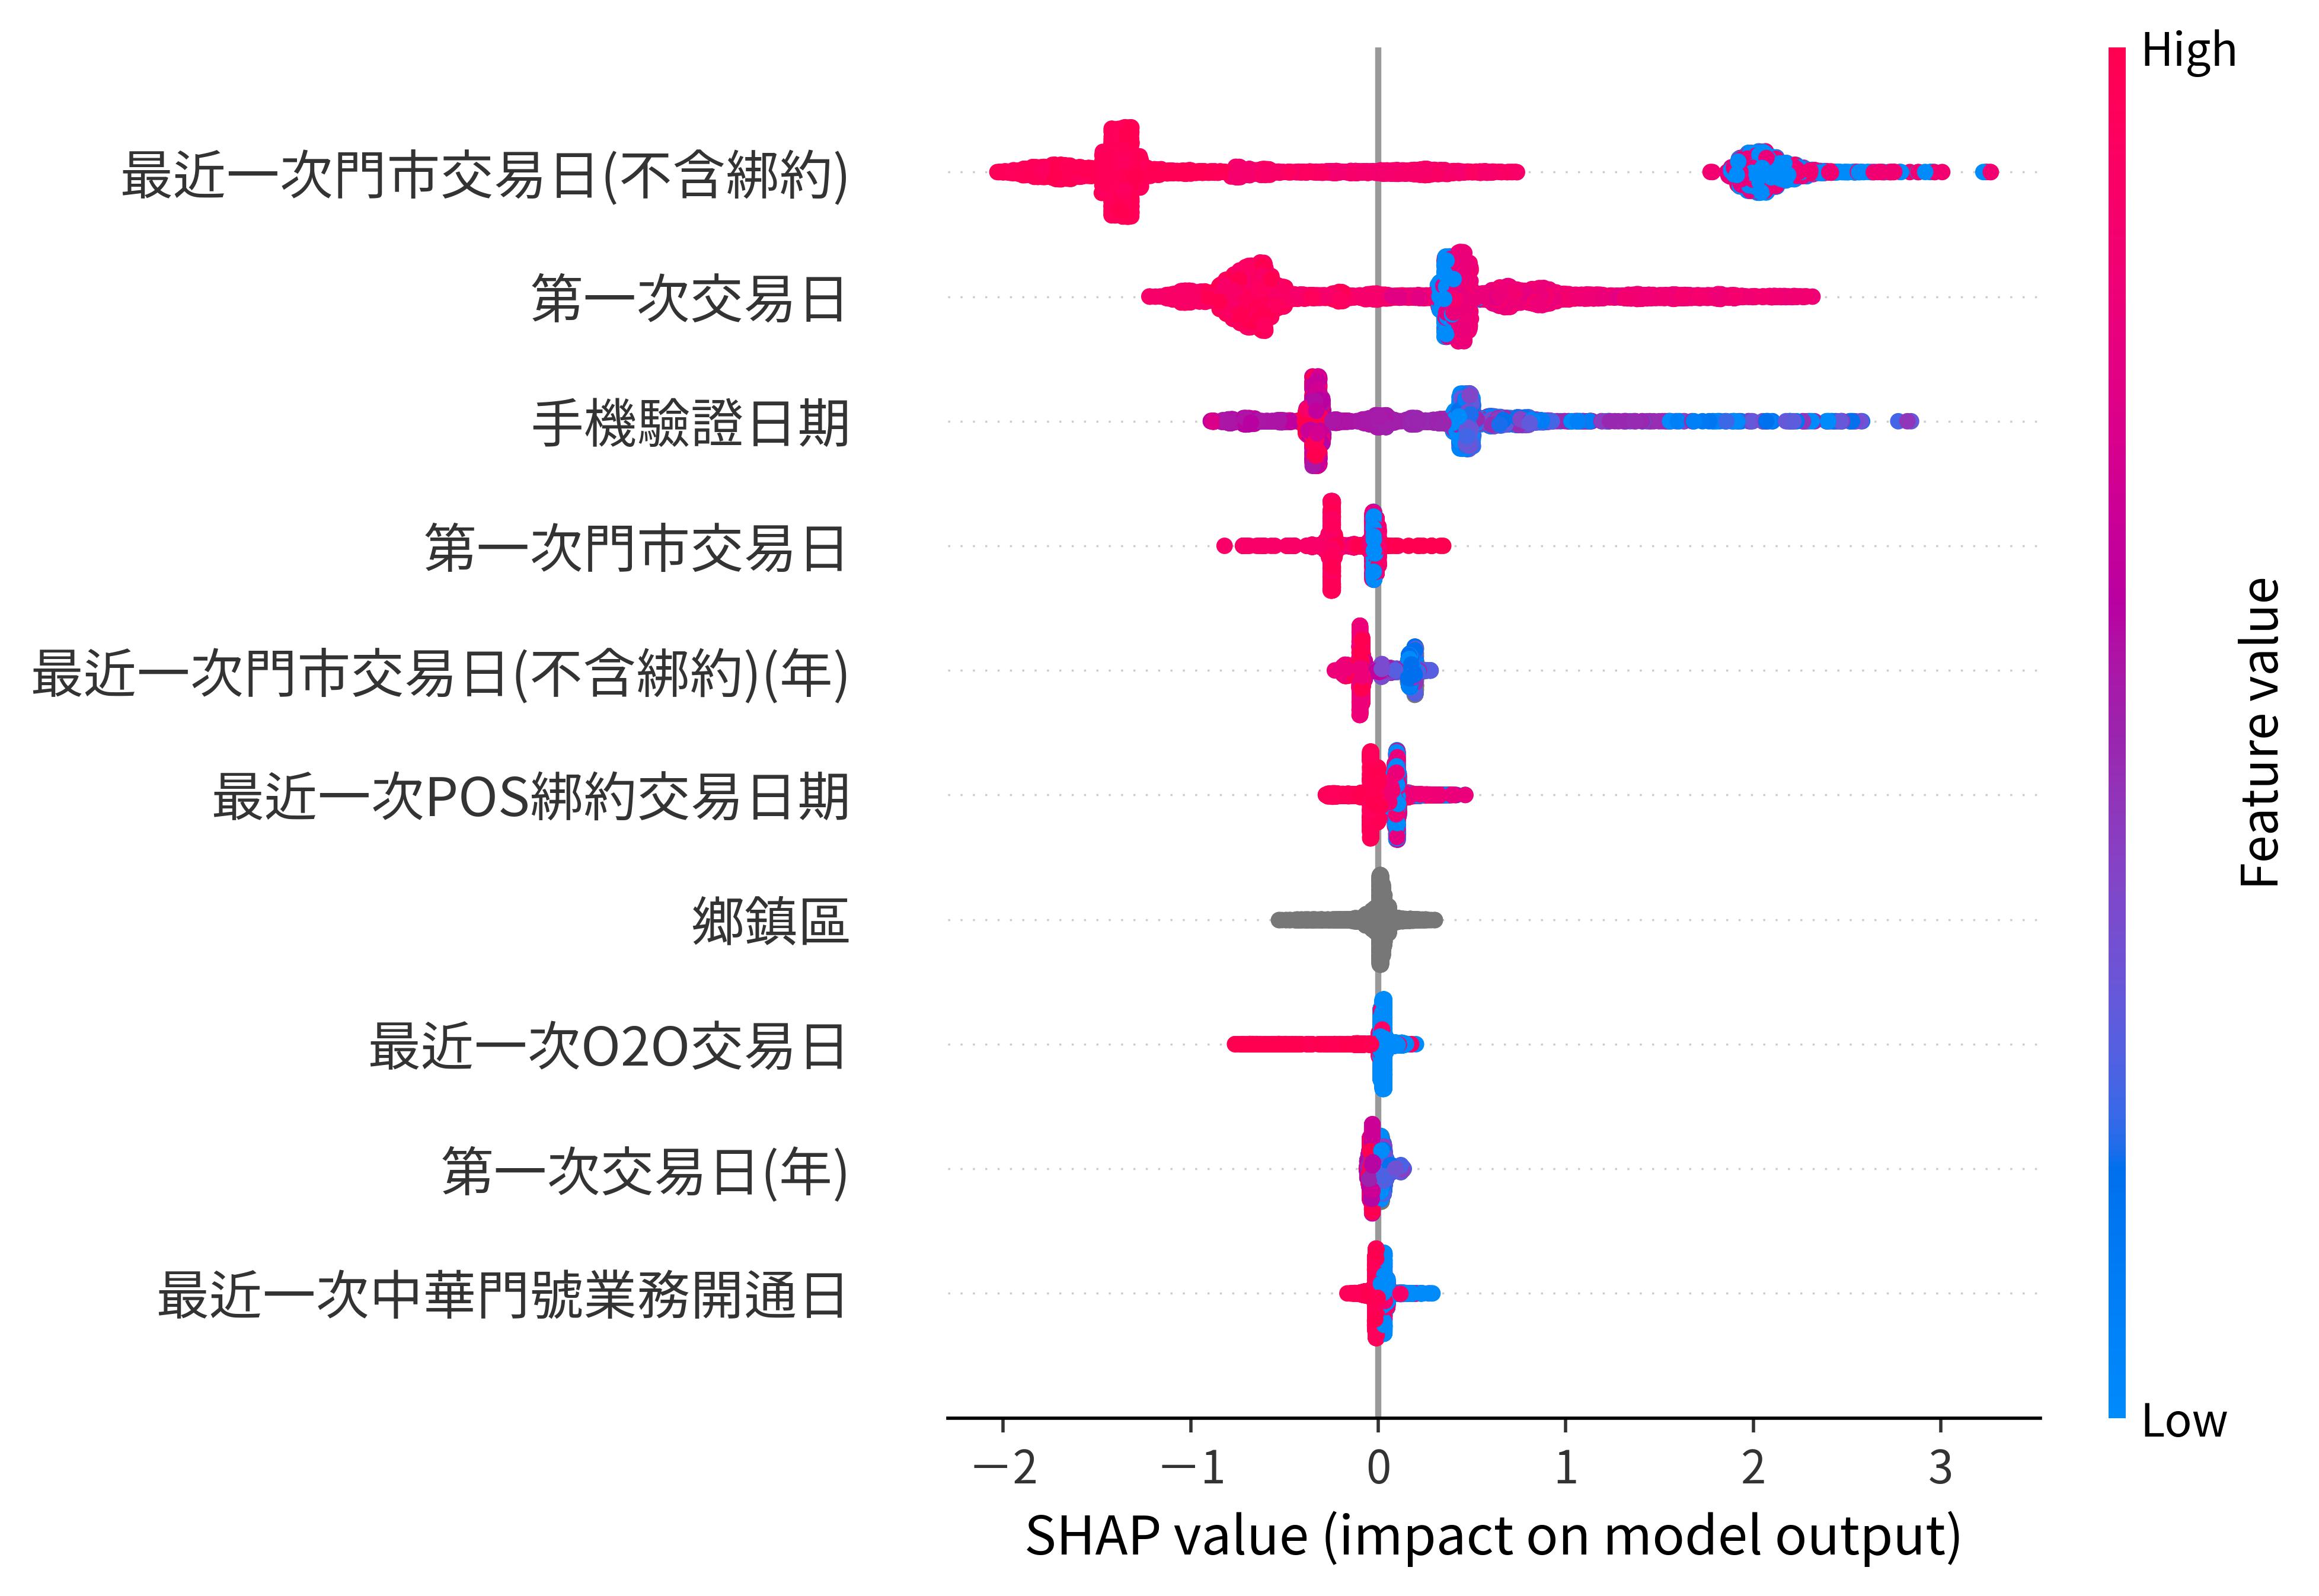 High
最近一次門市交易日(不含綁約)
第一次交易日
手機驗證日期
第一次門市交易日
最近一次門市交易日(不含綁約)(年)
最近一次POS綁約交易日期
鄉鎮區
最近一次O2O交易日
第一次交易日(年)
最近一次中華門號業務開通日
Feature value
Low
−2 −1 0 1 2 3
SHAP value (impact on model output)